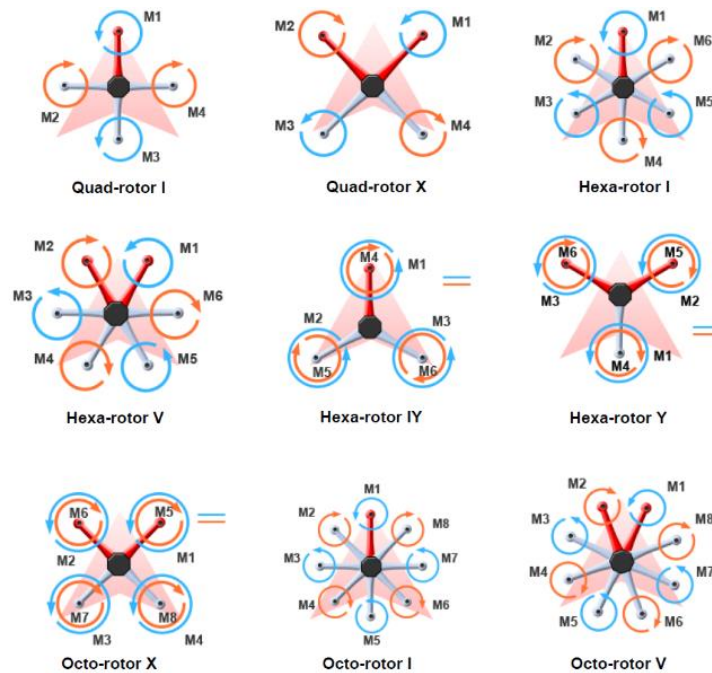 M1
M2
M4
M3
Quad-rotor I
M2
M1
M3
M4
Quad-rotor X
M1
M2
M6
M3
M5
M4
Hexa-rotor I
M2
M1
M3
M6
M4
M5
Hexa-rotor V
M4
M1
M2
M3
M5
M6
Hexa-rotor IY
M6
M5
M3
M2
M4
M1
Hexa-rotor Y
M6
M5
M2
M1
M7
M8
M3
M4
Octo-rotor X
M1
M2
M8
M3
M7
M4
M6
M5
Octo-rotor I
M2
M1
M3
M8
M4
M7
M5
M6
Octo-rotor V